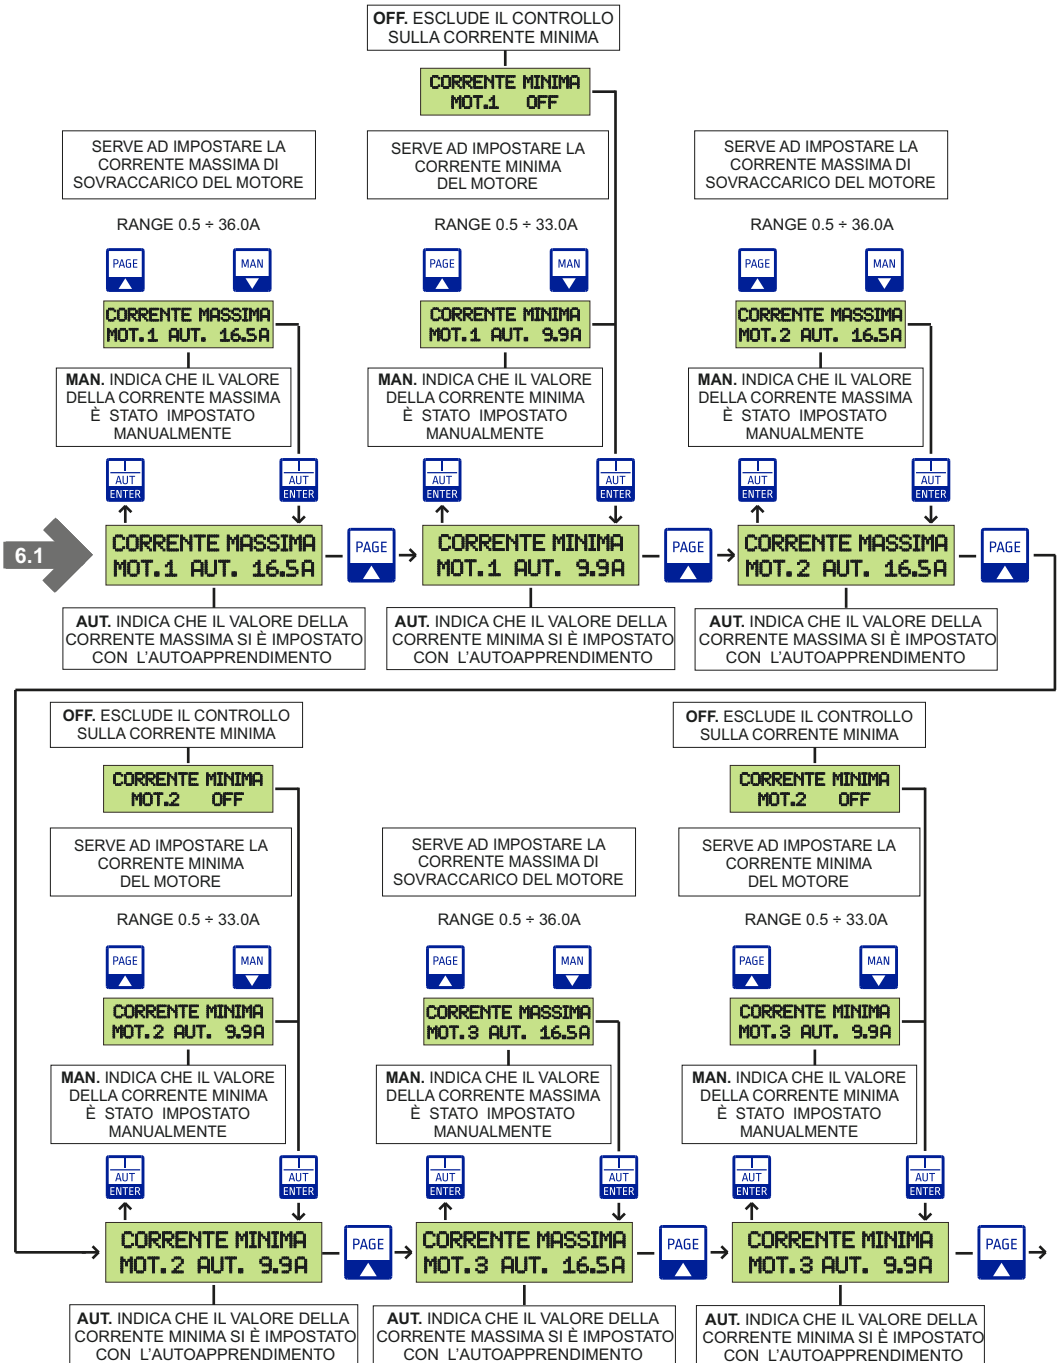 OFF. ESCLUDE IL CONTROLLO
SULLA CORRENTE MINIMA
CORRENTE MINIMA
MOT.1 OFF
SERVE AD IMPOSTARE LA
CORRENTE MASSIMA DI
SOVRACCARICO DEL MOTORE
RANGE 0.5 ÷ 36.0A
PAGE
MAN
CORRENTE MASSIMA
MOT.1 AUT. 16.5A
MAN. INDICA CHE IL VALORE
DELLA CORRENTE MASSIMA
È STATO IMPOSTATO
MANUALMENTE
AUT
ENTER
AUT
ENTER
SERVE AD IMPOSTARE LA
CORRENTE MINIMA
DEL MOTORE
RANGE 0.5 ÷ 33.0A
PAGE
MAN
CORRENTE MINIMA
MOT.1 AUT. 9.9A
MAN. INDICA CHE IL VALORE
DELLA CORRENTE MINIMA
È STATO IMPOSTATO
MANUALMENTE
AUT
ENTER
AUT
ENTER
SERVE AD IMPOSTARE LA
CORRENTE MASSIMA DI
SOVRACCARICO DEL MOTORE
RANGE 0.5 ÷ 36.0A
PAGE
MAN
CORRENTE MASSIMA
MOT.2 AUT. 16.5A
MAN. INDICA CHE IL VALORE
DELLA CORRENTE MASSIMA
È STATO IMPOSTATO
MANUALMENTE
AUT
ENTER
AUT
ENTER
6.1
CORRENTE MASSIMA
MOT.1 AUT. 16.5A
PAGE
CORRENTE MINIMA
MOT.1 AUT. 9.9A
PAGE
CORRENTE MASSIMA
MOT.2 AUT. 16.5A
PAGE
AUT. INDICA CHE IL VALORE DELLA
CORRENTE MASSIMA SI È IMPOSTATO
CON L'AUTOAPPRENDIMENTO
AUT. INDICA CHE IL VALORE DELLA
CORRENTE MINIMA SI È IMPOSTATO
CON L'AUTOAPPRENDIMENTO
AUT. INDICA CHE IL VALORE DELLA
CORRENTE MASSIMA SI È IMPOSTATO
CON L'AUTOAPPRENDIMENTO
OFF. ESCLUDE IL CONTROLLO
SULLA CORRENTE MINIMA
CORRENTE MINIMA
MOT.2 OFF
SERVE AD IMPOSTARE LA
CORRENTE MINIMA
DEL MOTORE
RANGE 0.5 ÷ 33.0A
PAGE
MAN
CORRENTE MINIMA
MOT.2 AUT. 9.9A
MAN. INDICA CHE IL VALORE
DELLA CORRENTE MINIMA
È STATO IMPOSTATO
MANUALMENTE
AUT
ENTER
AUT
ENTER
SERVE AD IMPOSTARE LA
CORRENTE MASSIMA DI
SOVRACCARICO DEL MOTORE
RANGE 0.5 ÷ 36.0A
PAGE
MAN
CORRENTE MASSIMA
MOT.3 AUT. 16.5A
MAN. INDICA CHE IL VALORE
DELLA CORRENTE MASSIMA
È STATO IMPOSTATO
MANUALMENTE
AUT
ENTER
AUT
ENTER
OFF. ESCLUDE IL CONTROLLO
SULLA CORRENTE MINIMA
CORRENTE MINIMA
MOT.2 OFF
SERVE AD IMPOSTARE LA
CORRENTE MINIMA
DEL MOTORE
RANGE 0.5 ÷ 33.0A
PAGE
MAN
CORRENTE MINIMA
MOT.3 AUT. 9.9A
MAN. INDICA CHE IL VALORE
DELLA CORRENTE MINIMA
È STATO IMPOSTATO
MANUALMENTE
AUT
ENTER
AUT
ENTER
CORRENTE MINIMA
MOT.2 AUT. 9.9A
PAGE
CORRENTE MASSIMA
MOT.3 AUT. 16.5A
PAGE
CORRENTE MINIMA
MOT.3 AUT. 9.9A
PAGE
AUT. INDICA CHE IL VALORE DELLA
CORRENTE MINIMA SI È IMPOSTATO
CON L'AUTOAPPRENDIMENTO
AUT. INDICA CHE IL VALORE DELLA
CORRENTE MASSIMA SI È IMPOSTATO
CON L'AUTOAPPRENDIMENTO
AUT. INDICA CHE IL VALORE DELLA
CORRENTE MINIMA SI È IMPOSTATO
CON L'AUTOAPPRENDIMENTO